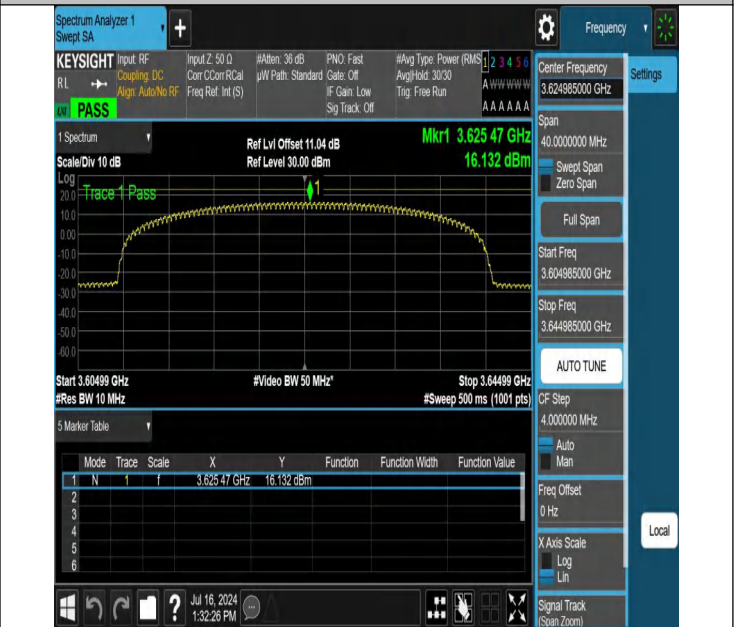 Spectrum Analyzer 1
Swept SA
+
Frequency
KEYSIGHT
RL
PASS
Input: RF
Coupling: DC
Align: Auto/No RF
Input Z: 50 Ω
Corr CCorr RCal
Freq Ref: Int (S)
#Atten: 36 dB
µW Path: Standard
PNO: Fast
Gate: Off
IF Gain: Low
Sig Track: Off
#Avg Type: Power (RMS
Avg|Hold: 30/30
Trig: Free Run
1 2 3 4 5 6
A W W W W W
A A A A A A
1 Spectrum
Scale/Div 10 dB
Ref Lvl Offset 11.04 dB
Ref Level 30.00 dBm
Mkr1 3.625 47 GHz
16.132 dBm
Log
Trace 1 Pass
1
20.0
10.0
0.00
-10.0
-20.0
-30.0
-40.0
-50.0
-60.0
Start 3.60499 GHz
#Res BW 10 MHz
#Video BW 50 MHz*
Stop 3.64499 GHz
#Sweep 500 ms (1001 pts)
5 Marker Table
Mode Trace Scale X Y Function Function Width Function Value
1 N 1 f 3.625 47 GHz 16.132 dBm
2
3
4
5
6
Center Frequency
3.624985000 GHz
Settings
Span
40.0000000 MHz
Swept Span
Zero Span
Full Span
Start Freq
3.604985000 GHz
Stop Freq
3.644985000 GHz
AUTO TUNE
CF Step
4.000000 MHz
Auto
Man
Freq Offset
0 Hz
X Axis Scale
Log
Lin
Signal Track
(Span Zoom)
Local
?
Jul 16, 2024
1:32:26 PM